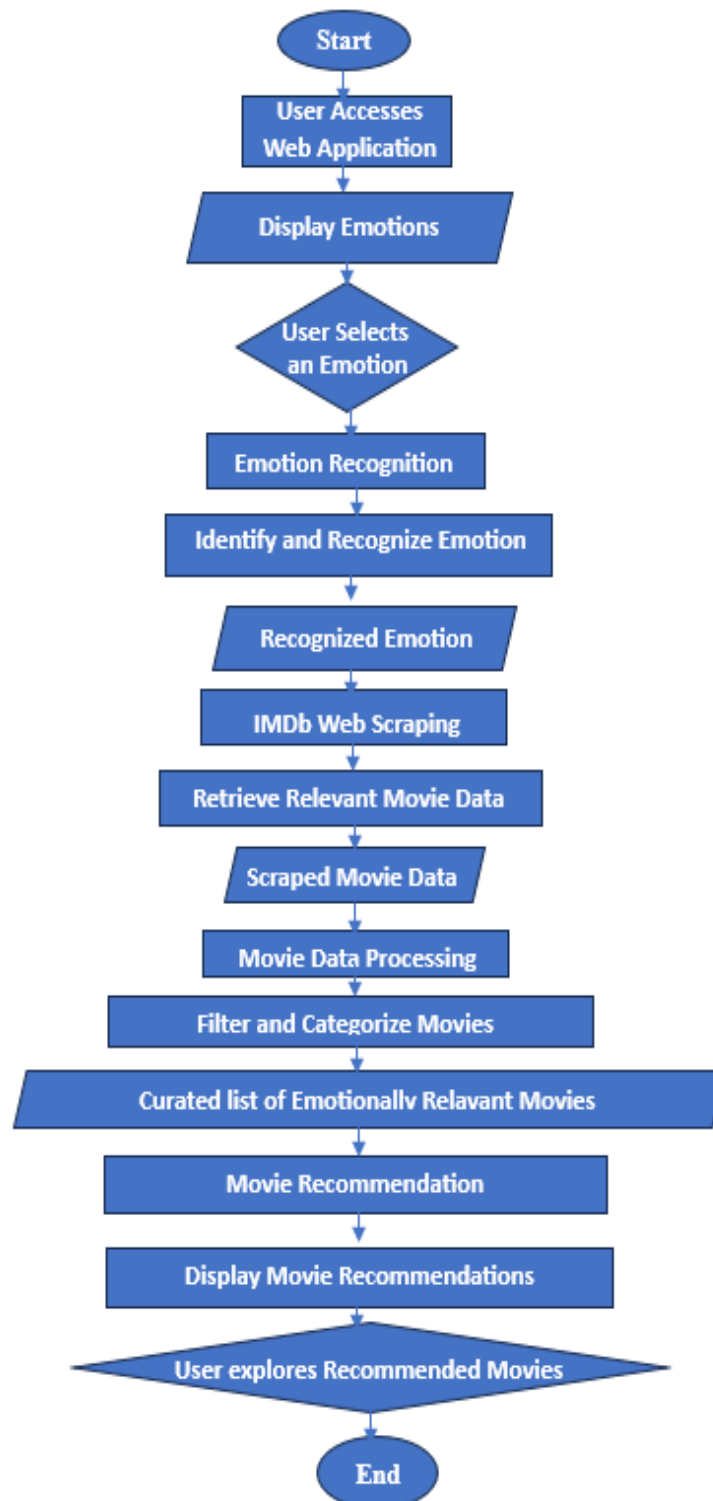 Start
User Accesses
Web Application
Display Emotions
User Selects
an Emotion
Emotion Recognition
Identify and Recognize Emotion
Recognized Emotion
IMDb Web Scraping
Retrieve Relevant Movie Data
Scraped Movie Data
Movie Data Processing
Filter and Categorize Movies
Curated list of Emotionally Relavant Movies
Movie Recommendation
Display Movie Recommendations
User explores Recommended Movies
End